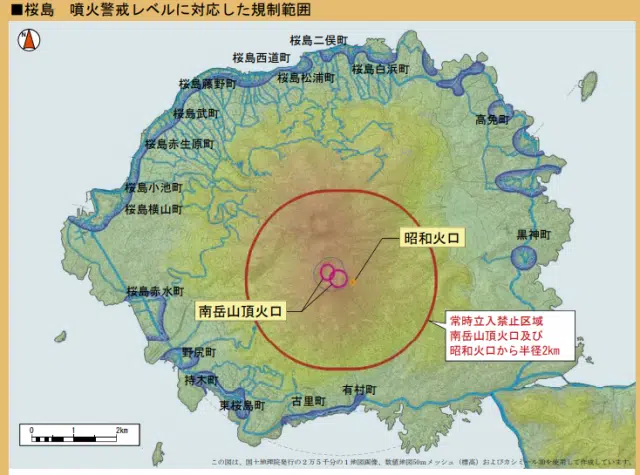 ■桜島　噴火警戒レベルに対応した規制範囲
N
桜島二俣町
桜島西道町
桜島松浦町
桜島白浜町
桜島藤野町
桜島武町
高免町
桜島赤生原町
桜島小池町
桜島横山町
昭和火口
黒神町
桜島赤水町
南岳山頂火口
常時立入禁止区域
南岳山頂火口及び
昭和火口から半径2km
野尻町
持木町
有村町
古里町
東桜島町
0 1 2km
この図は、国土地理院発行の2万5千分の1地図画像、数値地図50mメッシュ（標高）およびカシミール3Dを使用して作成しています。